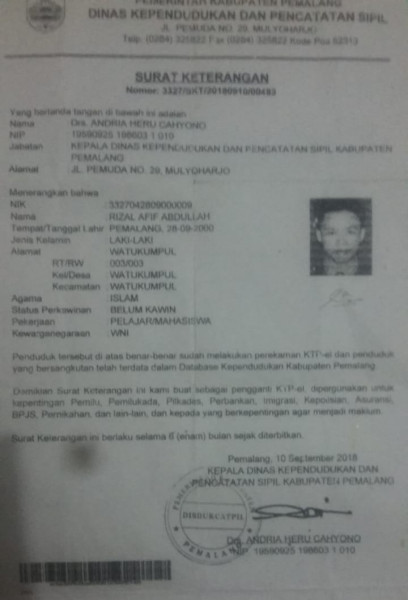 PEMERINTAH KABUPATEN PEMALANG
DINAS KEPENDUDUKAN DAN PENCATATAN SIPIL
JL. PEMUDA NO. 29, MULYOHARJO
Telp. (0284) 325822 Fax (0284) 325822 Kode Pos 52313
SURAT KETERANGAN
Nomor: 3327/SKT/20180910/00483
Yang bertanda tangan di bawah ini adalah
Nama : Drs. ANDRIA HERU CAHYONO
NIP : 19590925 198603 1 010
Jabatan : KEPALA DINAS KEPENDUDUKAN DAN PENCATATAN SIPIL KABUPATEN
PEMALANG
Alamat : JL. PEMUDA NO. 29, MULYOHARJO
Menerangkan bahwa
NIK : 3327042809000009
Nama : RIZAL AFIF ABDULLAH
Tempat/Tanggal Lahir : PEMALANG, 28-09-2000
Jenis Kelamin : LAKI-LAKI
Alamat : WATUKUMPUL
RT/RW : 003/003
Kel/Desa : WATUKUMPUL
Kecamatan : WATUKUMPUL
Agama : ISLAM
Status Perkawinan : BELUM KAWIN
Pekerjaan : PELAJAR/MAHASISWA
Kewarganegaraan : WNI
Penduduk tersebut di atas benar-benar sudah melakukan perekaman KTP-el dan penduduk
yang bersangkutan telah terdata dalam Database Kependudukan Kabupaten Pemalang
Demikian Surat Keterangan ini kami buat sebagai pengganti KTP-el, dipergunakan untuk
kepentingan Pemilu, Pemilukada, Pilkades, Perbankan, Imigrasi, Kepolisian, Asuransi,
BPJS, Pernikahan, dan lain-lain, dan kepada yang berkepentingan agar menjadi maklum.
Surat Keterangan ini berlaku selama 6 (enam) bulan sejak diterbitkan.
Pemalang, 10 September 2018
KEPALA DINAS KEPENDUDUKAN DAN
PENCATATAN SIPIL KABUPATEN PEMALANG
DISDUKCAPIL
PEMALANG
Drs. ANDRIA HERU CAHYONO
NIP. 19590925 198603 1 010